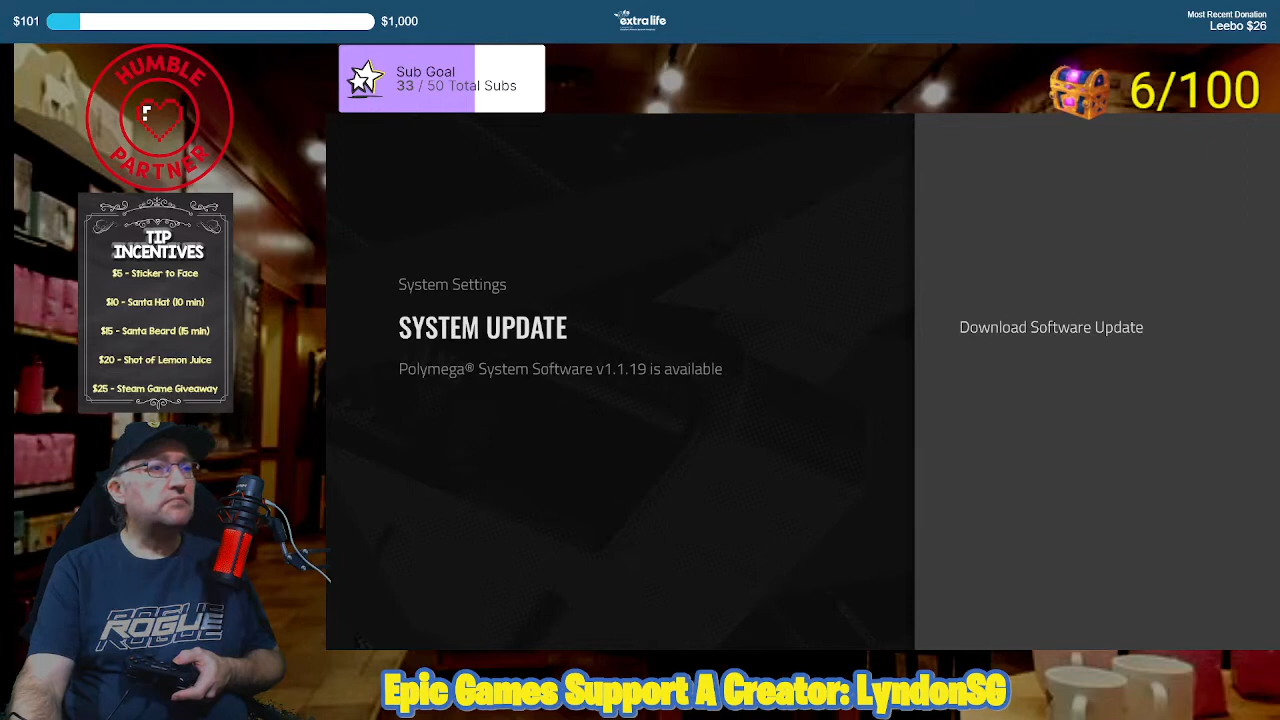 $101
$1,000
extralife
Most Recent Donation
Leebo $26
HUMBLE
PARTNER
Sub Goal
33 / 50 Total Subs
6/100
TIP
INCENTIVES
$5 - Sticker to Face
$10 - Santa Hat (10 min)
$15 - Santa Beard (15 min)
$20 - Shot of Lemon Juice
$25 - Steam Game Giveaway
System Settings
SYSTEM UPDATE
Polymega® System Software v1.1.19 is available
Download Software Update
ROGUE
Epic Games Support A Creator: LyndonSG